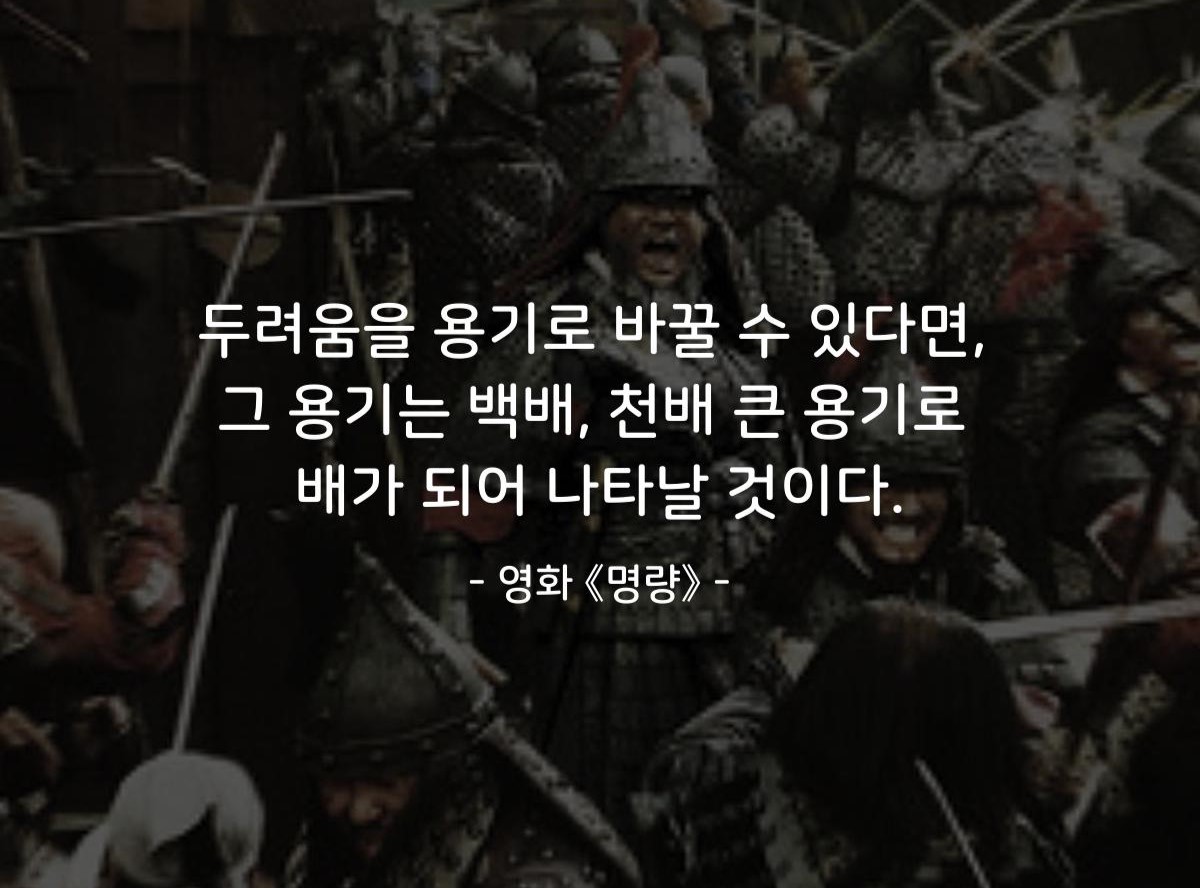 두려움을 용기로 바꿀 수 있다면,
그 용기는 백배, 천배 큰 용기로
배가 되어 나타날 것이다.
- 영화 《명량》 -